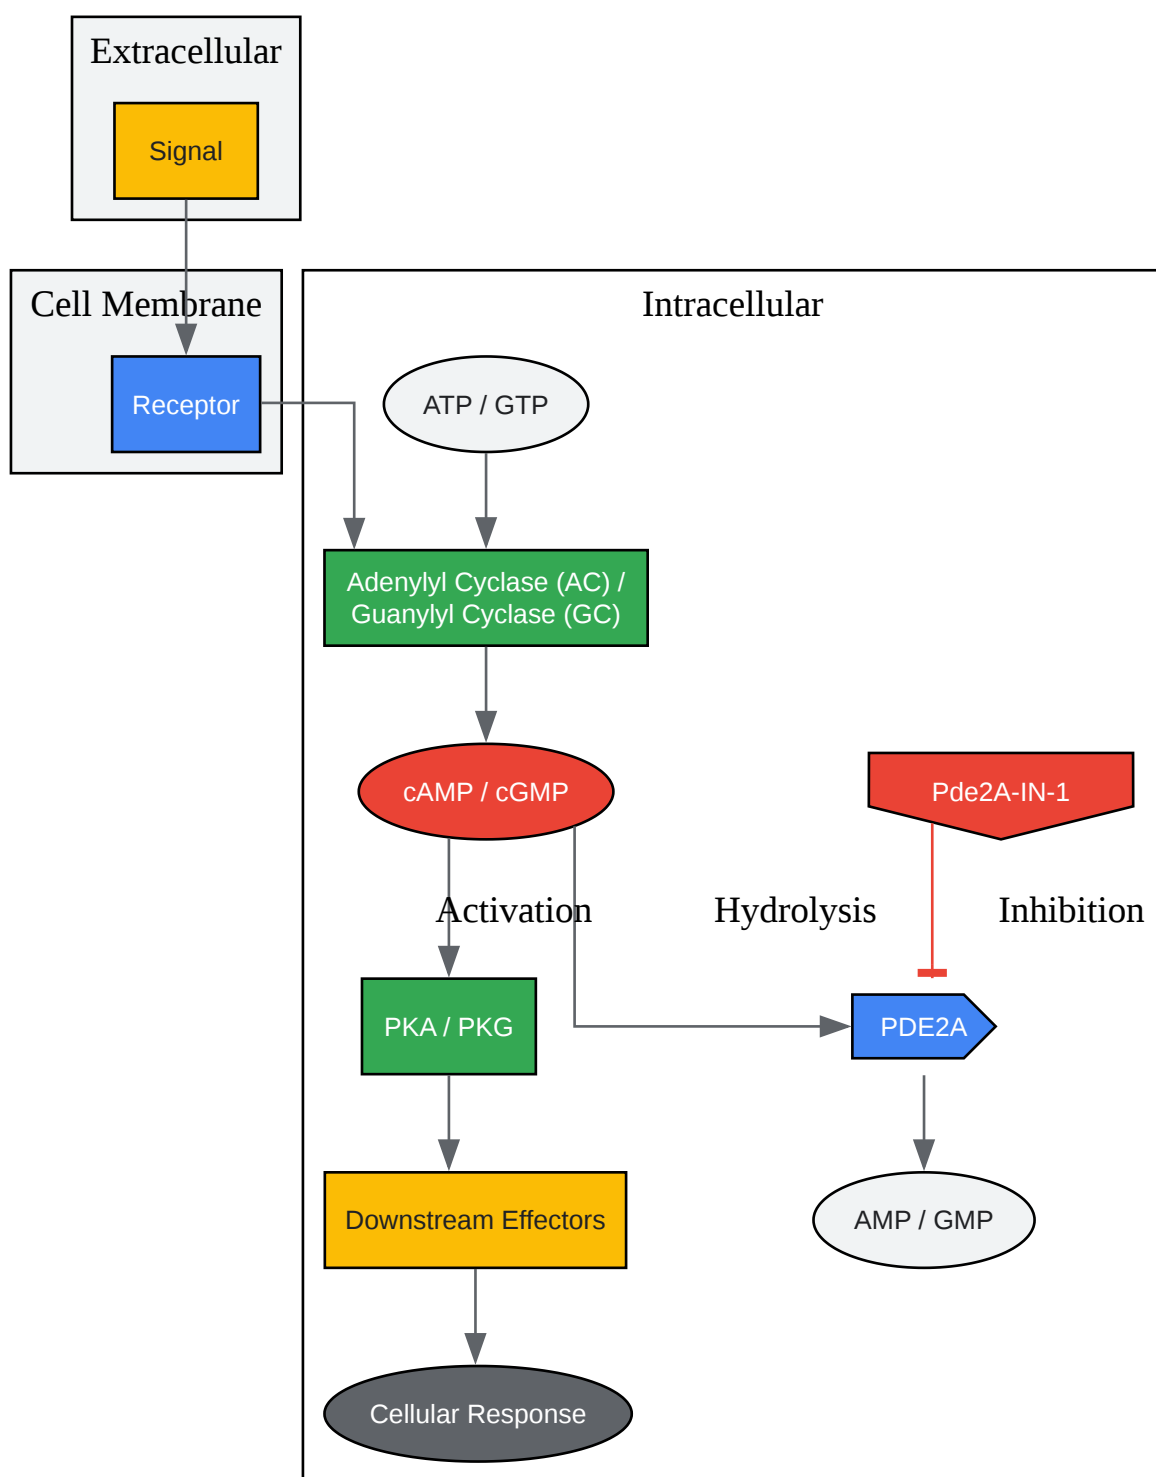 Extracellular
Signal
Cell Membrane
Intracellular
Receptor
ATP / GTP
Adenylyl Cyclase (AC) /
Guanylyl Cyclase (GC)
cAMP / cGMP
Pde2A-IN-1
Activation
Hydrolysis
Inhibition
PKA / PKG
PDE2A
Downstream Effectors
AMP / GMP
Cellular Response